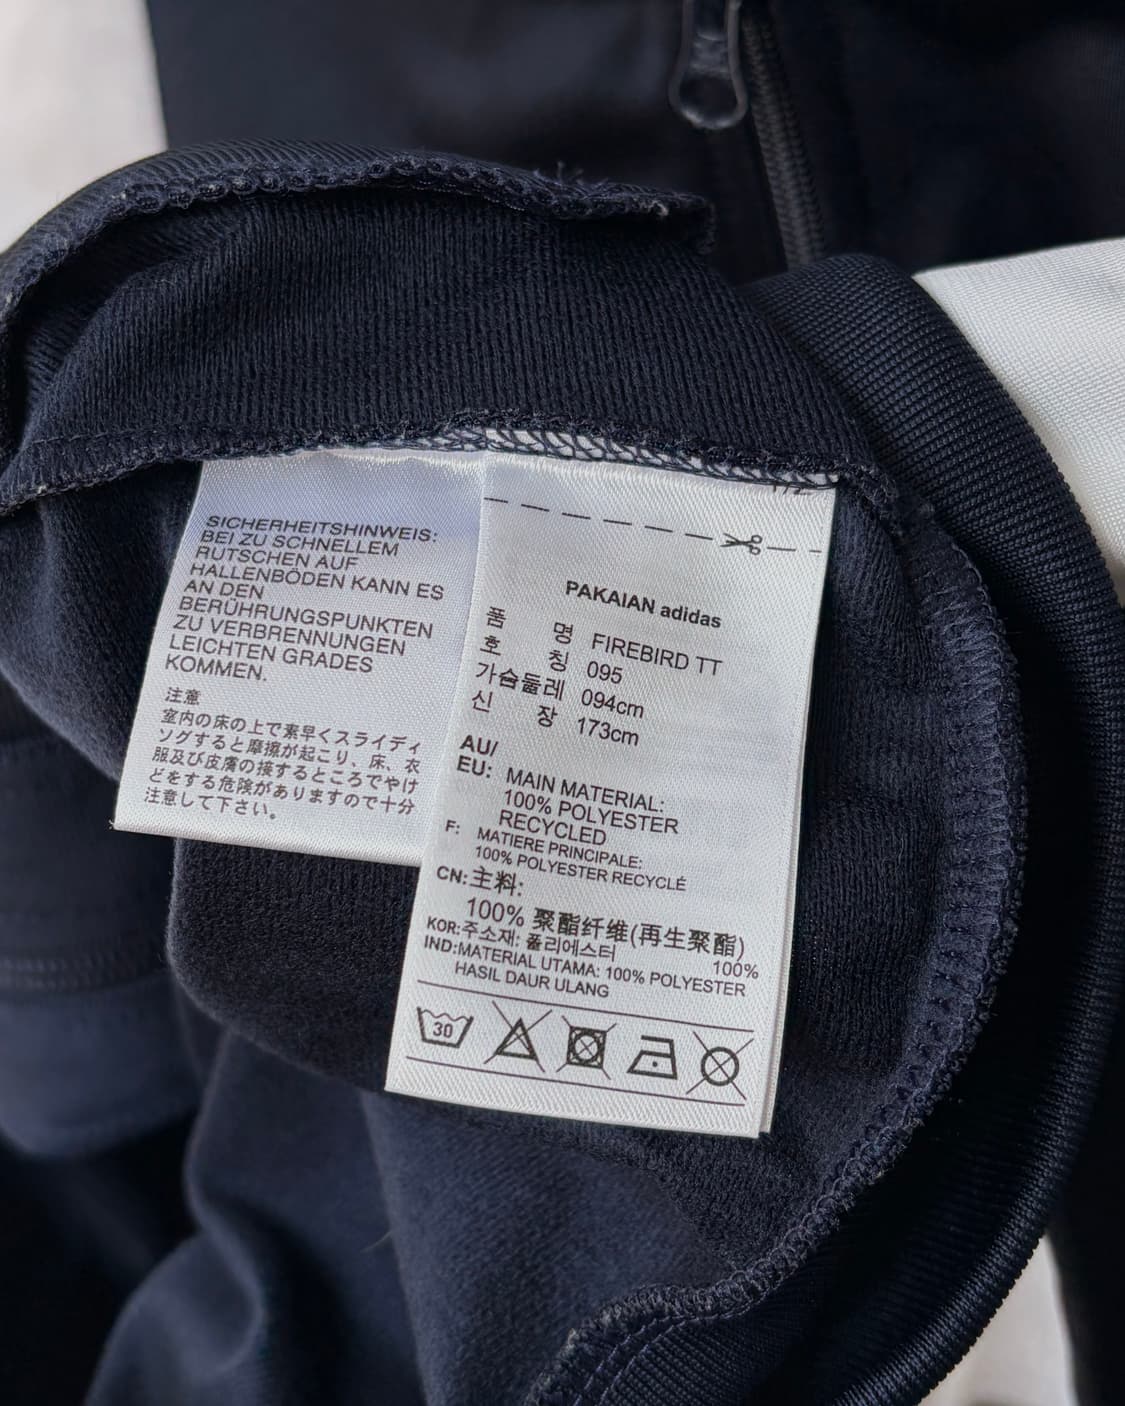 SICHERHEITSHINWEIS:
BEI ZU SCHNELLEM
RUTSCHEN AUF
HALLENBÖDEN KANN ES
AN DEN
BERÜHRUNGSPUNKTEN
ZU VERBRENNUNGEN
LEICHTEN GRADES
KOMMEN.
注意
室内の床の上で素早くスライディ
ングすると摩擦が起こり、床、衣
服及び皮膚の接するところでやけ
どをする危険がありますので十分
注意して下さい。
PAKAIAN adidas
품 명 FIREBIRD TT
호 칭 095
가슴둘레 094cm
신 장 173cm
AU/
EU: MAIN MATERIAL:
100% POLYESTER
RECYCLED
F: MATIERE PRINCIPALE:
100% POLYESTER RECYCLÉ
CN:主料:
100% 聚酯纤维(再生聚酯)
KOR:주소재: 폴리에스터 100%
IND:MATERIAL UTAMA: 100% POLYESTER
HASIL DAUR ULANG
30